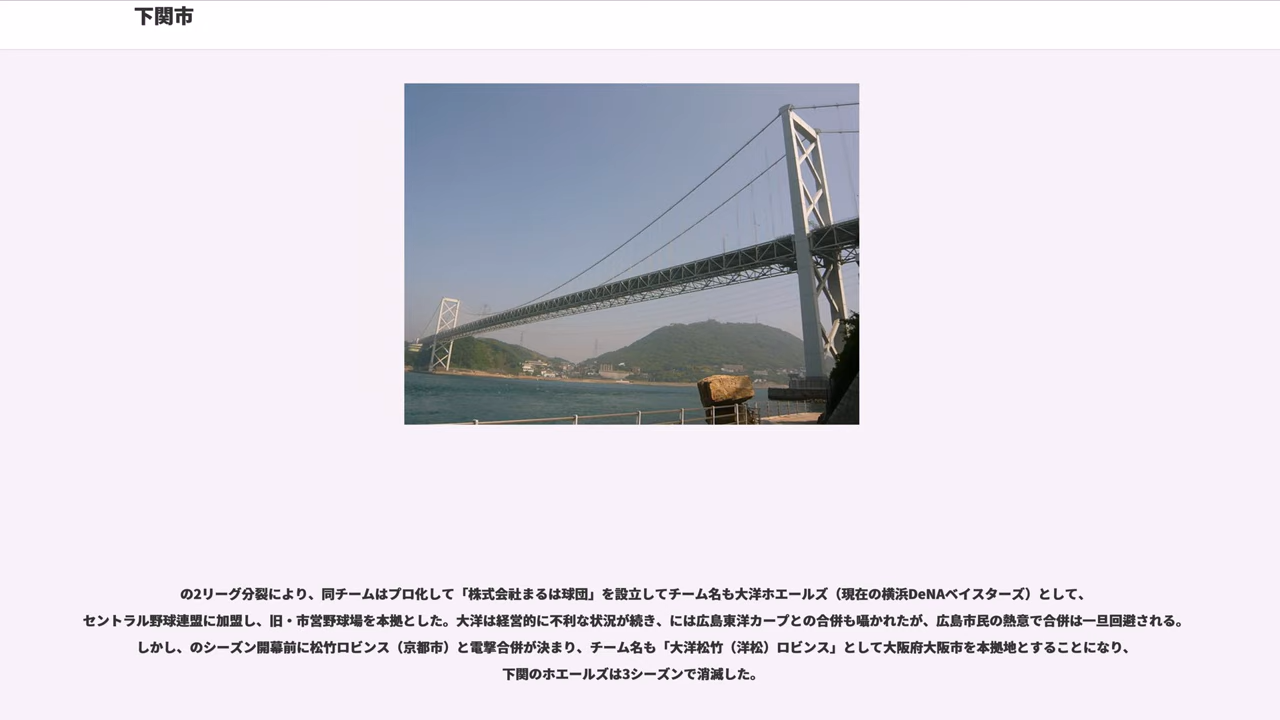 下関市
の2リーグ分裂により、同チームはプロ化して「株式会社まるは球団」を設立してチーム名も大洋ホエールズ（現在の横浜DeNAベイスターズ）として、
セントラル野球連盟に加盟し、旧・市営野球場を本拠とした。大洋は経営的に不利な状況が続き、には広島東洋カープとの合併も囁かれたが、広島市民の熱意で合併は一旦回避される。
しかし、のシーズン開幕前に松竹ロビンス（京都市）と電撃合併が決まり、チーム名も「大洋松竹（洋松）ロビンス」として大阪府大阪市を本拠地とすることになり、
下関のホエールズは3シーズンで消滅した。